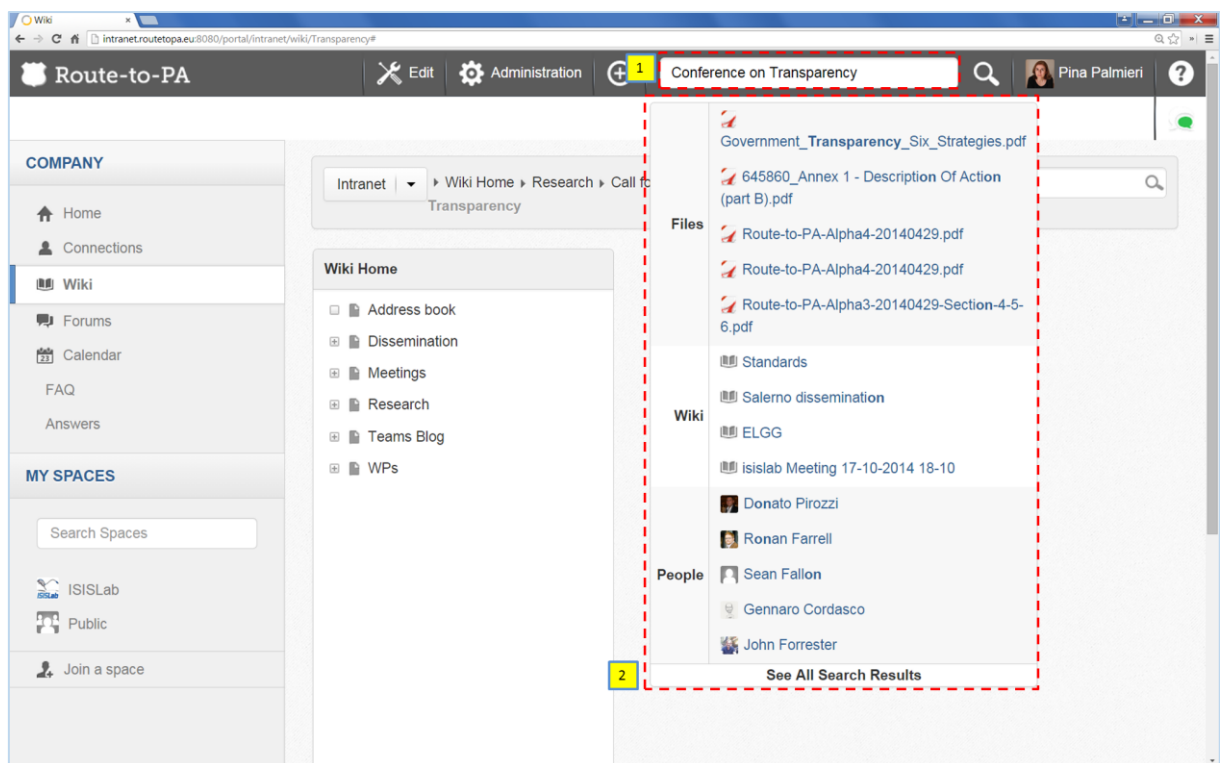 Wiki
intranet.routetopa.eu:8080/portal/intranet/wiki/Transparency#
Route-to-PA
Edit
Administration
1
Conference on Transparency
Pina Palmieri
?
COMPANY
Home
Connections
Wiki
Forums
Calendar
FAQ
Answers
MY SPACES
Search Spaces
ISISLab
Public
Join a space
Intranet
Wiki Home Research Call fo
Transparency
Wiki Home
Address book
Dissemination
Meetings
Research
Teams Blog
WPs
Files
Government_Transparency_Six_Strategies.pdf
645860_Annex 1 - Description Of Action
(part B).pdf
Route-to-PA-Alpha4-20140429.pdf
Route-to-PA-Alpha4-20140429.pdf
Route-to-PA-Alpha3-20140429-Section-4-5-
6.pdf
Wiki
Standards
Salerno dissemination
ELGG
isislab Meeting 17-10-2014 18-10
People
Donato Pirozzi
Ronan Farrell
Sean Fallon
Gennaro Cordasco
John Forrester
2
See All Search Results